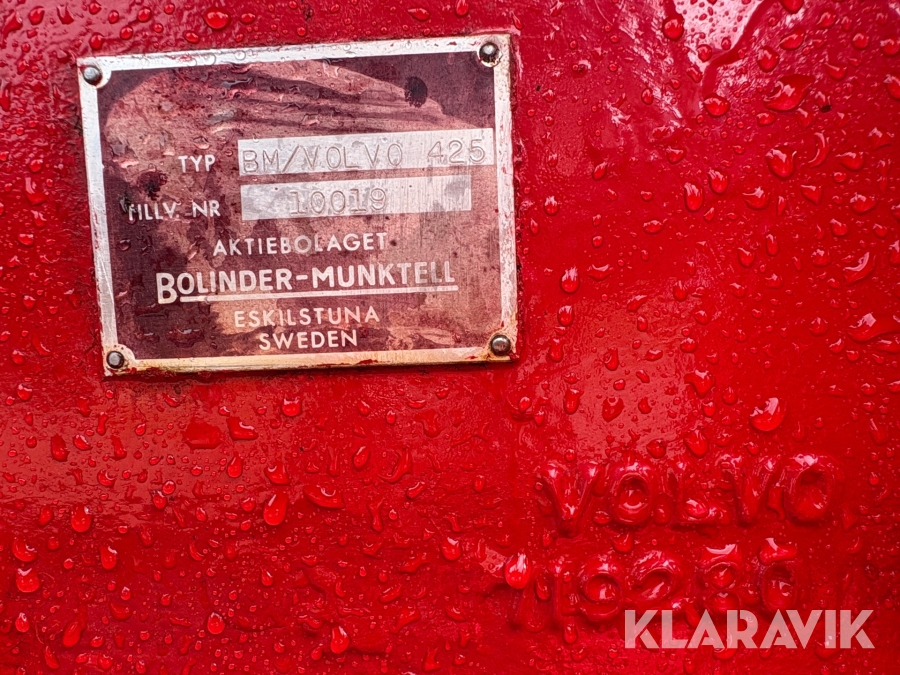 TYP BM/VOLVO 425
TILLV. NR 10019
AKTIEBOLAGET
BOLINDER-MUNKTELL
ESKILSTUNA
SWEDEN
VOLVO
KLARAVIK